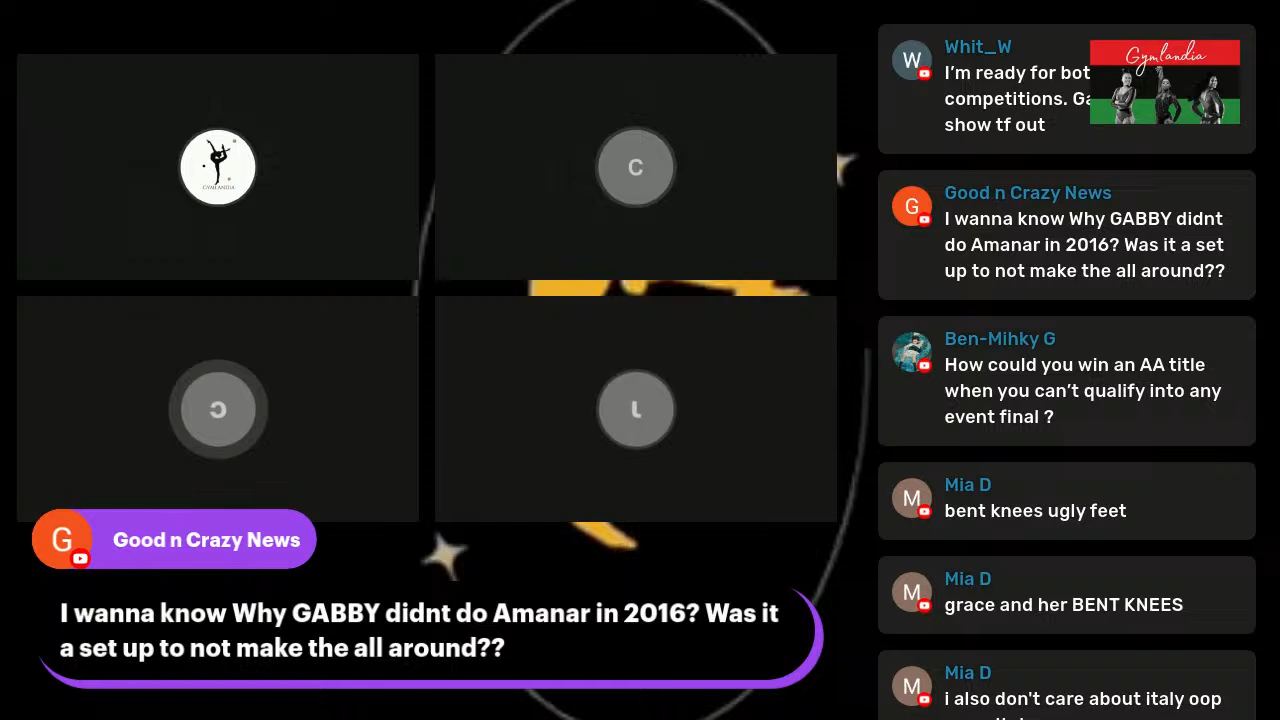 GYMLANDIA
C
C
L
G
Good n Crazy News
I wanna know Why GABBY didnt do Amanar in 2016? Was it
a set up to not make the all around??
W
Whit_W
I'm ready for bot
competitions.
show tf out
Gymlandia
G
Good n Crazy News
I wanna know Why GABBY didnt
do Amanar in 2016? Was it a set
up to not make the all around??
Ben-Mihky G
How could you win an AA title
when you can't qualify into any
event final ?
M
Mia D
bent knees ugly feet
M
Mia D
grace and her BENT KNEES
M
Mia D
i also don't care about italy oop